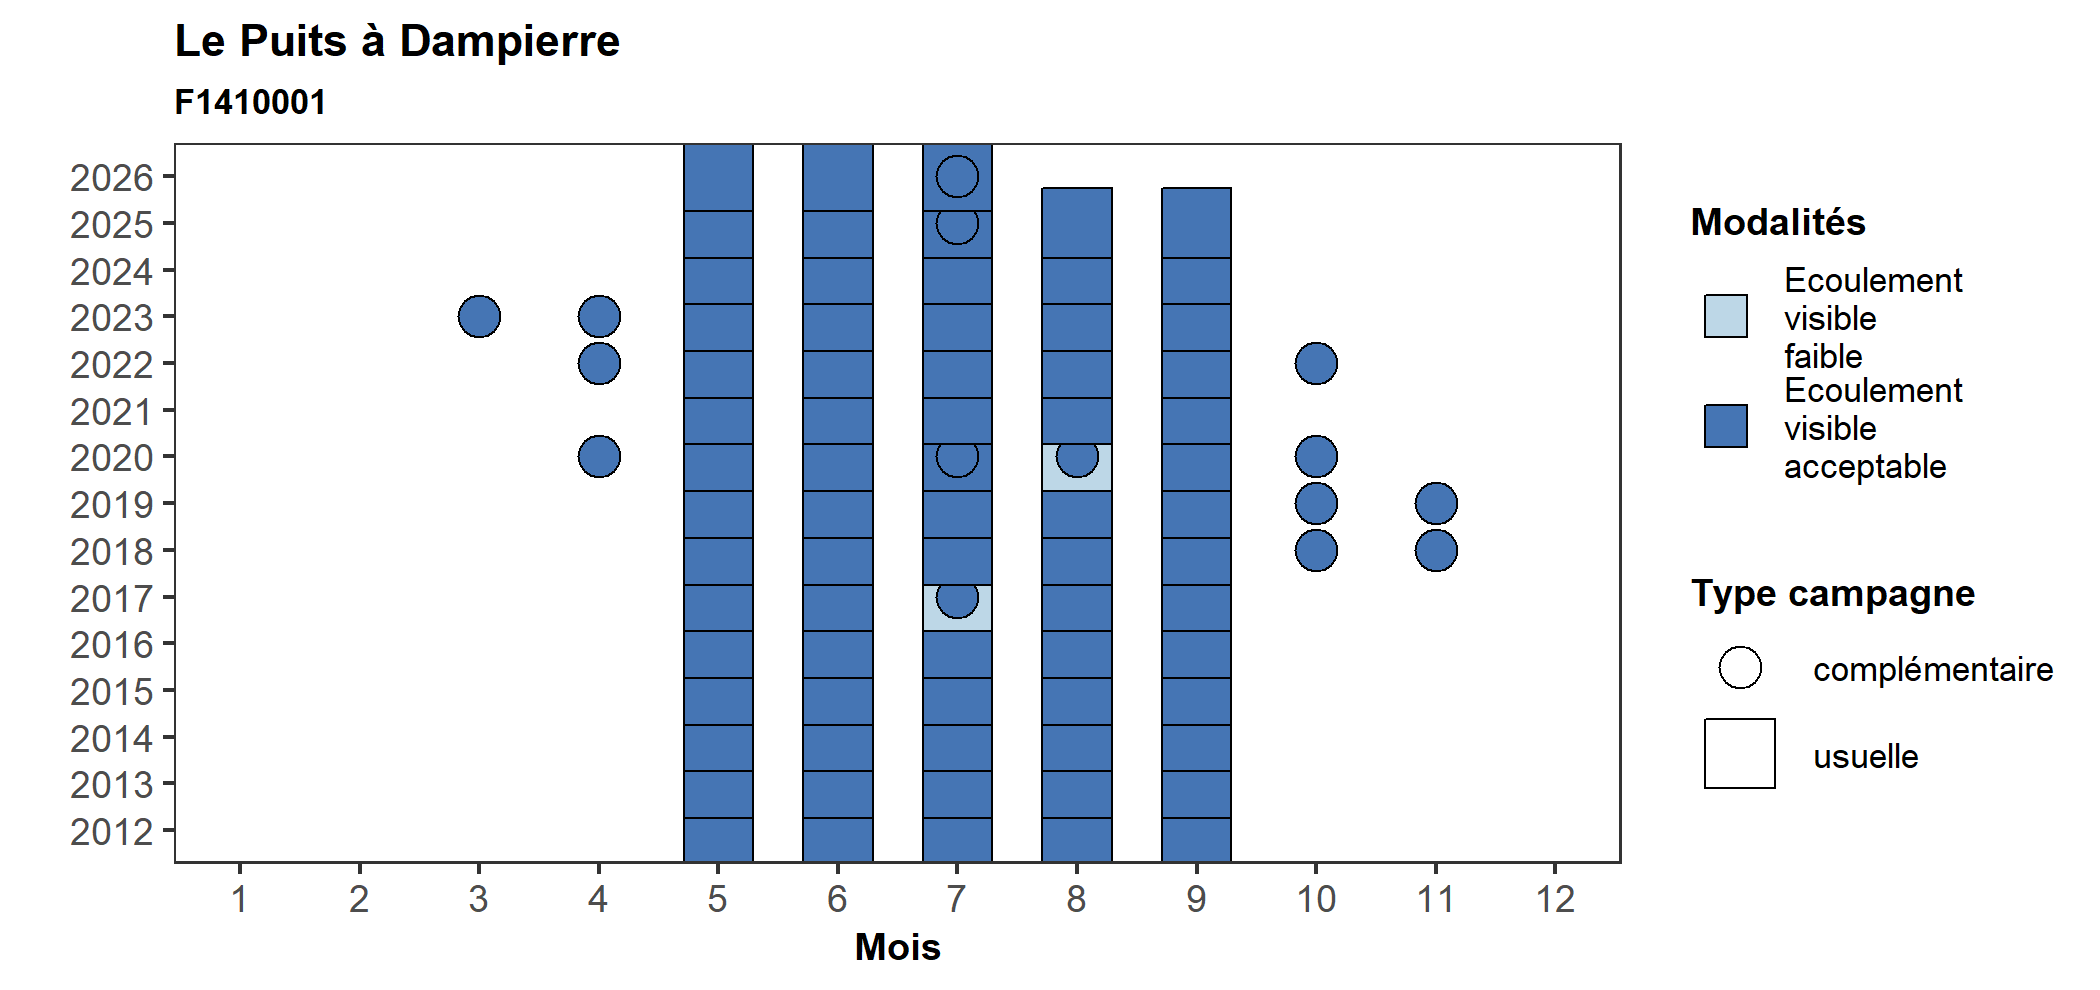 Le Puits à Dampierre
F1410001
2026
2025
2024
2023
2022
2021
2020
2019
2018
2017
2016
2015
2014
2013
2012
1 2 3 4 5 6 7 8 9 10 11 12
Mois
Modalités
Ecoulement
visible
faible
Ecoulement
visible
acceptable
Type campagne
complémentaire
usuelle